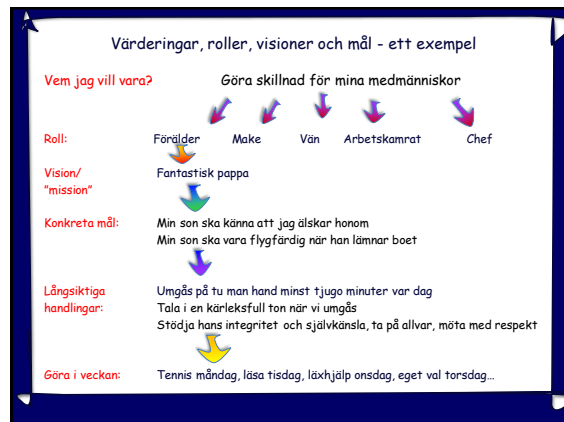 Värderingar, roller, visioner och mål - ett exempel
Vem jag vill vara? Göra skillnad för mina medmänniskor
Roll: Förälder Make Vän Arbetskamrat Chef
Vision/ Fantastisk pappa
"mission"
Konkreta mål: Min son ska känna att jag älskar honom
Min son ska vara flygfärdig när han lämnar boet
Långsiktiga Umgås på tu man hand minst tjugo minuter var dag
handlingar: Tala i en kärleksfull ton när vi umgås
Stödja hans integritet och självkänsla, ta på allvar, möta med respekt
Göra i veckan: Tennis måndag, läsa tisdag, läxhjälp onsdag, eget val torsdag…